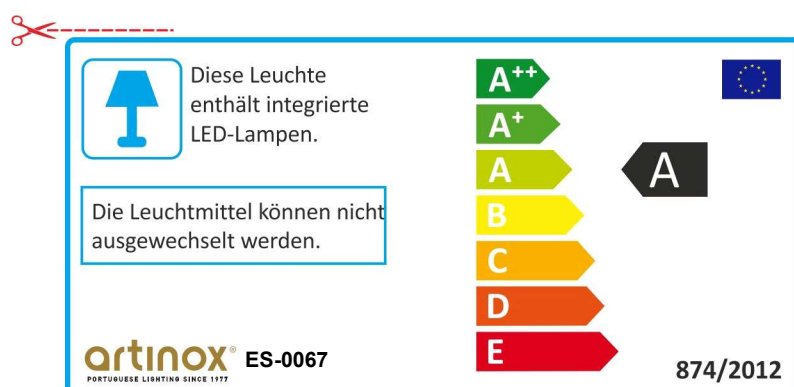 Diese Leuchte
enthält integrierte
LED-Lampen.
Die Leuchtmittel können nicht
ausgewechselt werden.
artinox® ES-0067
PORTUGUESE LIGHTING SINCE 1977
A++
A+
A
B
C
D
E
A
874/2012